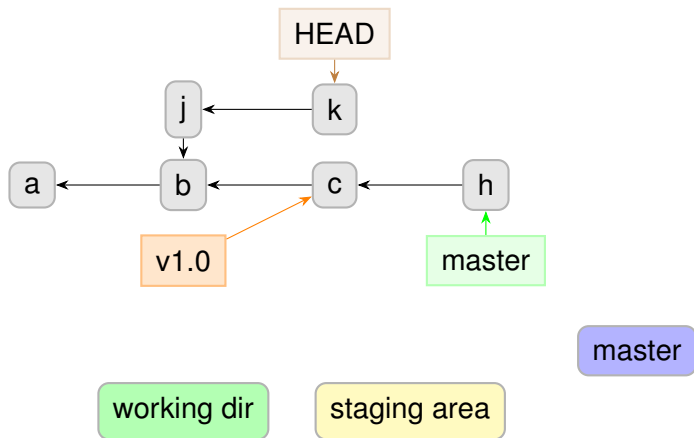 HEAD
j
k
a
b
c
h
v1.0
master
master
working dir
staging area